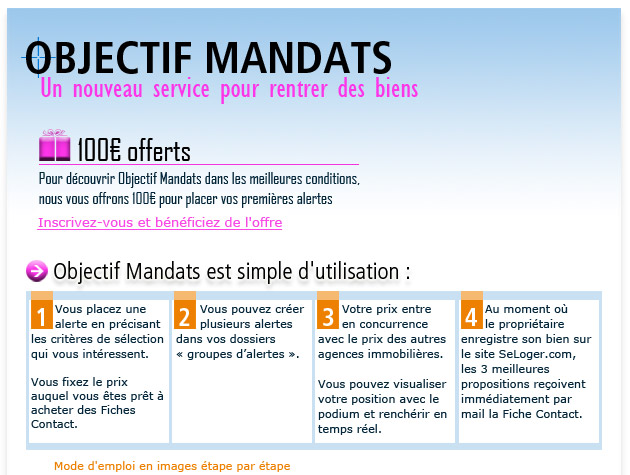 OBJECTIF MANDATS
Un nouveau service pour rentrer des biens
100€ offerts
Pour découvrir Objectif Mandats dans les meilleures conditions,
nous vous offrons 100€ pour placer vos premières alertes
Inscrivez-vous et bénéficiez de l'offre
Objectif Mandats est simple d'utilisation :
1 Vous placez une
alerte en précisant
les critères de sélection
qui vous intéressent.
Vous fixez le prix
auquel vous êtes prêt à
acheter des Fiches
Contact.
2 Vous pouvez créer
plusieurs alertes
dans vos dossiers
« groupes d’alertes ».
3 Votre prix entre
en concurrence
avec le prix des autres
agences immobilières.
Vous pouvez visualiser
votre position avec le
podium et renchérir en
temps réel.
4 Au moment où
le propriétaire
enregistre son bien sur
le site SeLoger.com,
les 3 meilleures
propositions reçoivent
immédiatement par
mail la Fiche Contact.
Mode d'emploi en images étape par étape